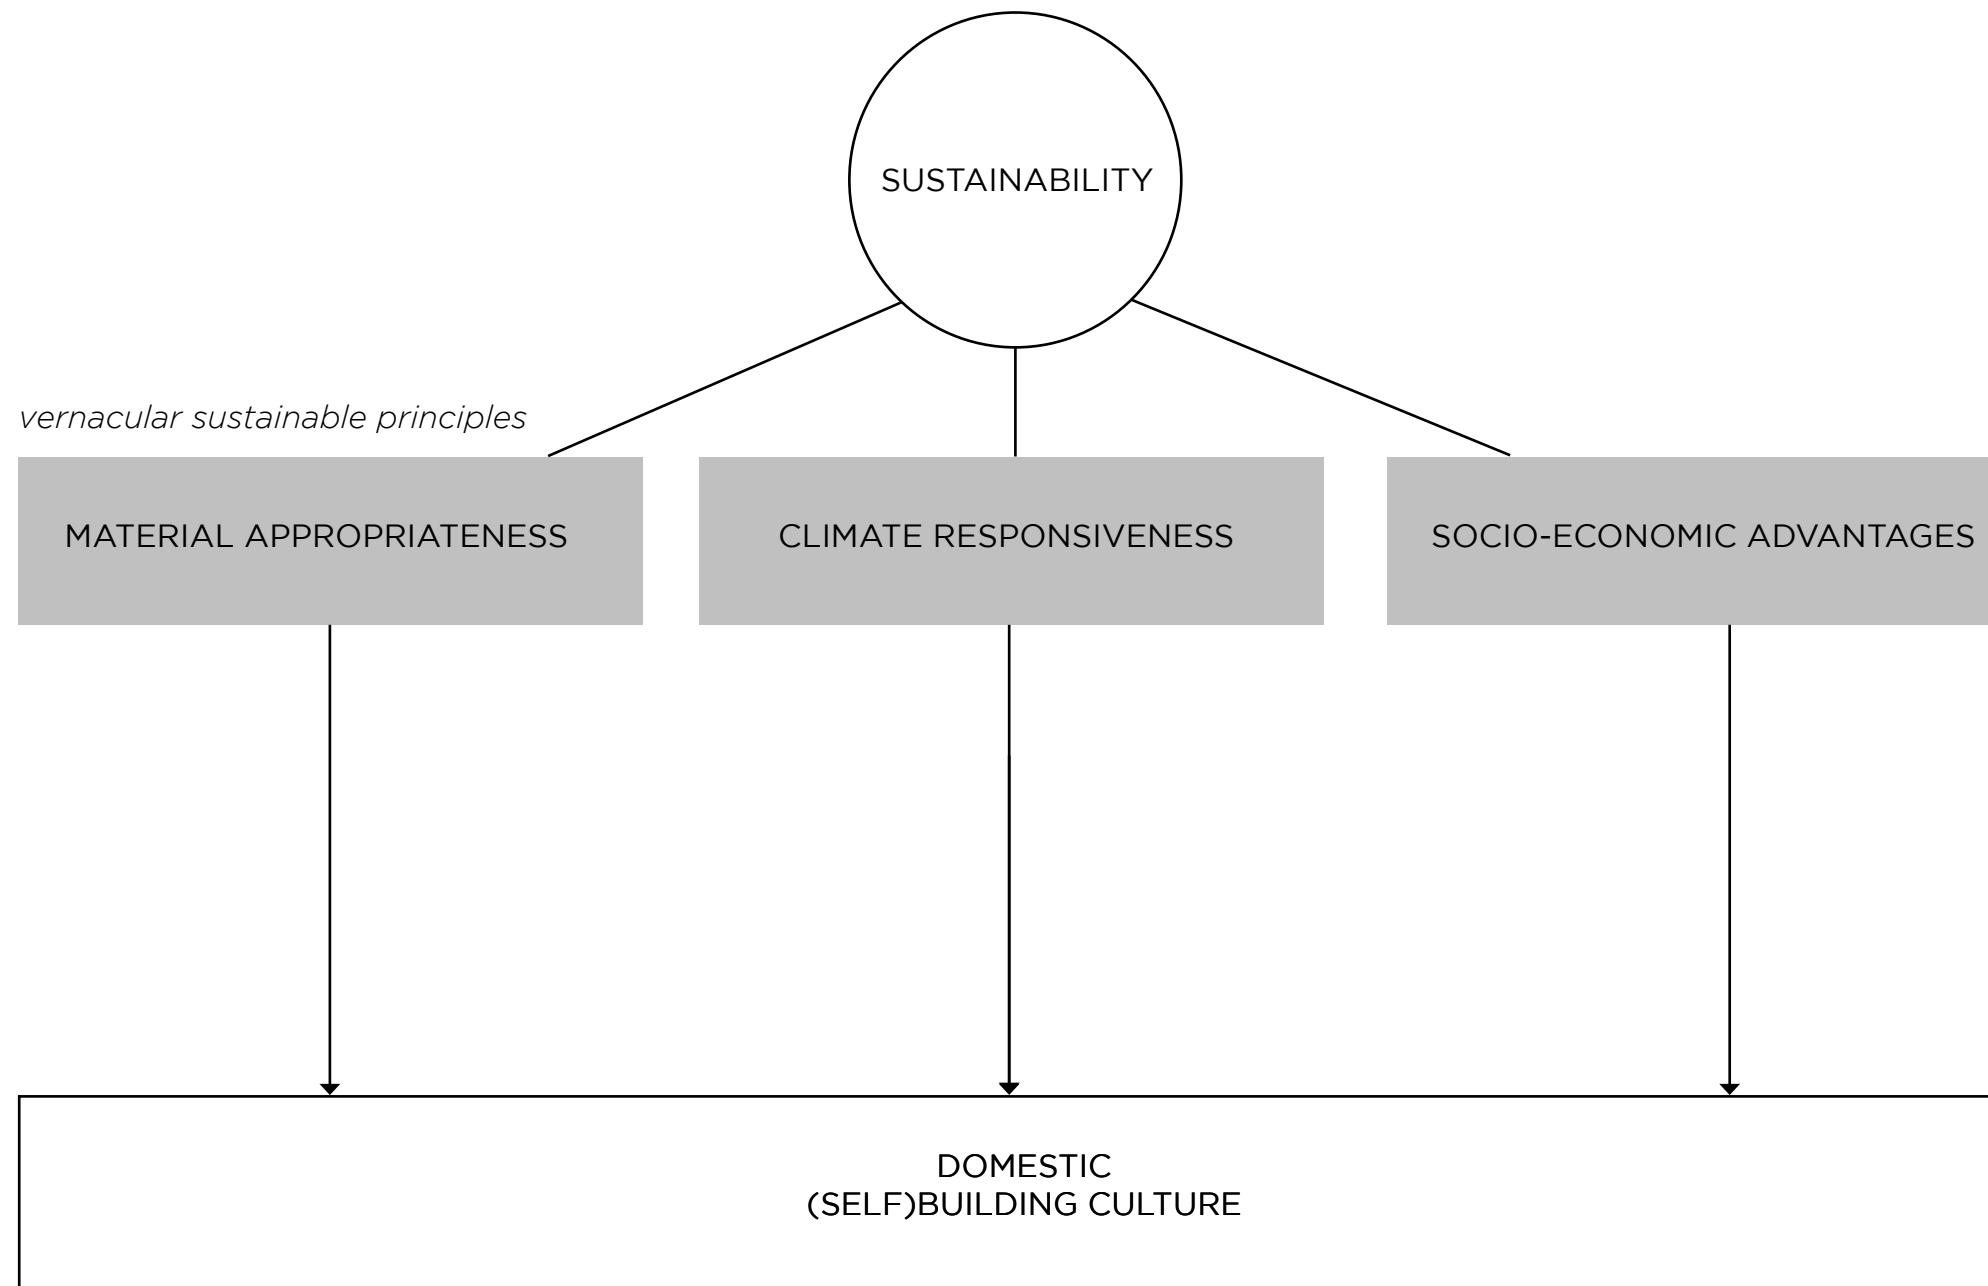 SUSTAINABILITY
vernacular sustainable principles
MATERIAL APPROPRIATENESS
CLIMATE RESPONSIVENESS
SOCIO-ECONOMIC ADVANTAGES
DOMESTIC
(SELF)BUILDING CULTURE